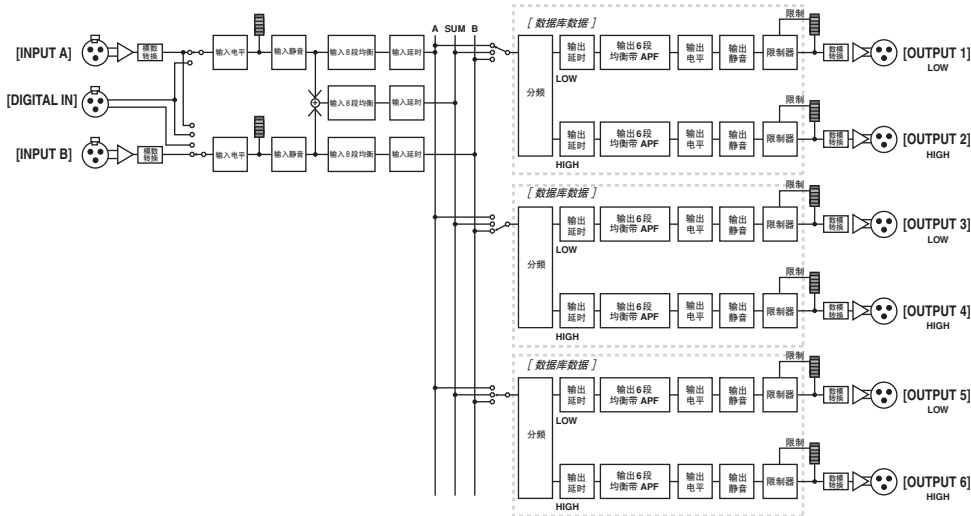 [INPUT A]
模数
转换
输入电平
输入静音
输入 8 段均衡
输入延时
[DIGITAL IN]
输入 8 段均衡
输入延时
[INPUT B]
模数
转换
输入电平
输入静音
输入 8 段均衡
输入延时
A SUM B
[ 数据库数据 ]
分频
输出
延时
LOW
输出 6 段
均衡带 APF
输出
电平
输出
静音
限制器
限制
数模
转换
[OUTPUT 1]
LOW
输出
延时
HIGH
输出 6 段
均衡带 APF
输出
电平
输出
静音
限制器
限制
数模
转换
[OUTPUT 2]
HIGH
[ 数据库数据 ]
分频
输出
延时
LOW
输出 6 段
均衡带 APF
输出
电平
输出
静音
限制器
限制
数模
转换
[OUTPUT 3]
LOW
输出
延时
HIGH
输出 6 段
均衡带 APF
输出
电平
输出
静音
限制器
限制
数模
转换
[OUTPUT 4]
HIGH
[ 数据库数据 ]
分频
输出
延时
LOW
输出 6 段
均衡带 APF
输出
电平
输出
静音
限制器
限制
数模
转换
[OUTPUT 5]
LOW
输出
延时
HIGH
输出 6 段
均衡带 APF
输出
电平
输出
静音
限制器
限制
数模
转换
[OUTPUT 6]
HIGH